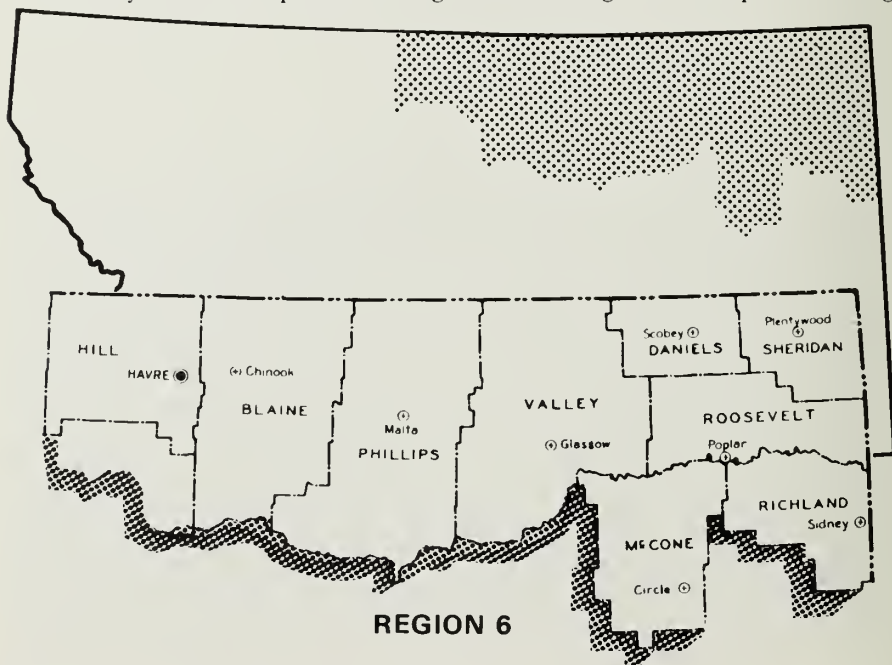 Scobey
Plentywood
DANIELS
SHERIDAN
HILL
HAVRE
Chinook
BLAINE
VALLEY
ROOSEVELT
Malta
PHILLIPS
Glasgow
Poplar
RICHLAND
Sidney
McCONE
Circle
REGION 6